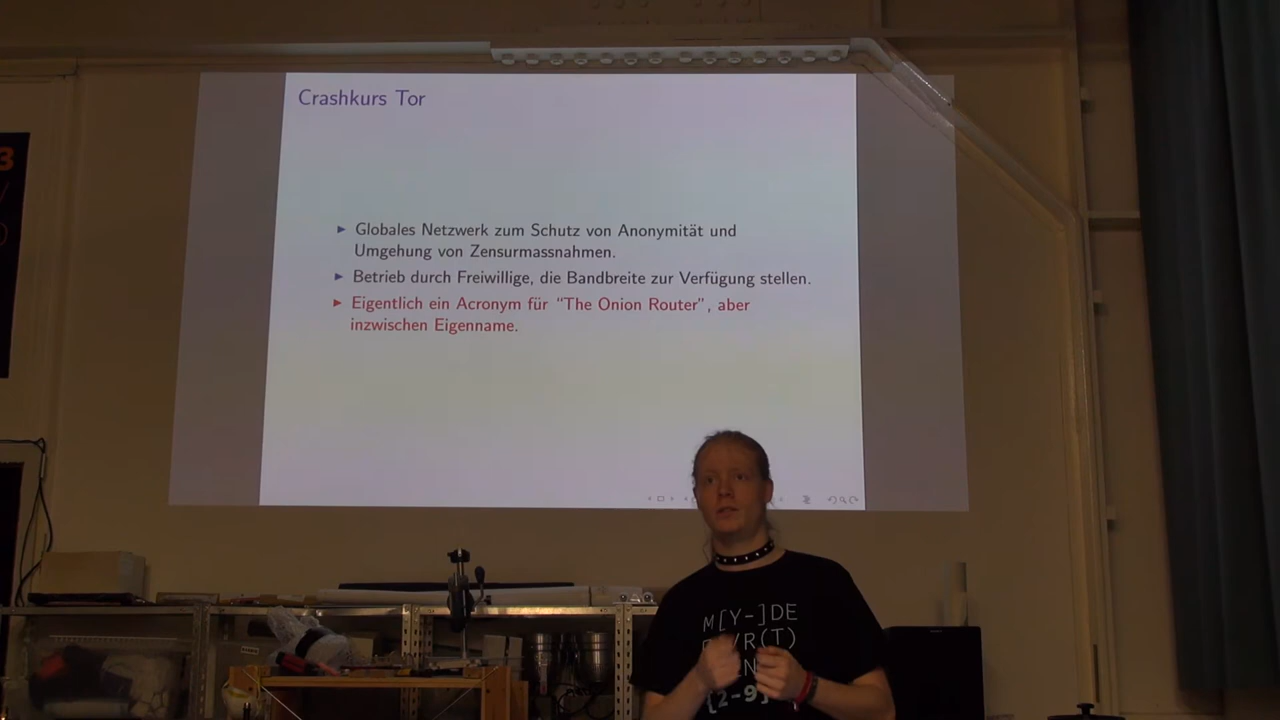 Crashkurs Tor
Globales Netzwerk zum Schutz von Anonymität und
Umgehung von Zensurmassnahmen.
Betrieb durch Freiwillige, die Bandbreite zur Verfügung stellen.
Eigentlich ein Acronym für “The Onion Router”, aber
inzwischen Eigenname.
3
M[Y-]DE
[2-9]